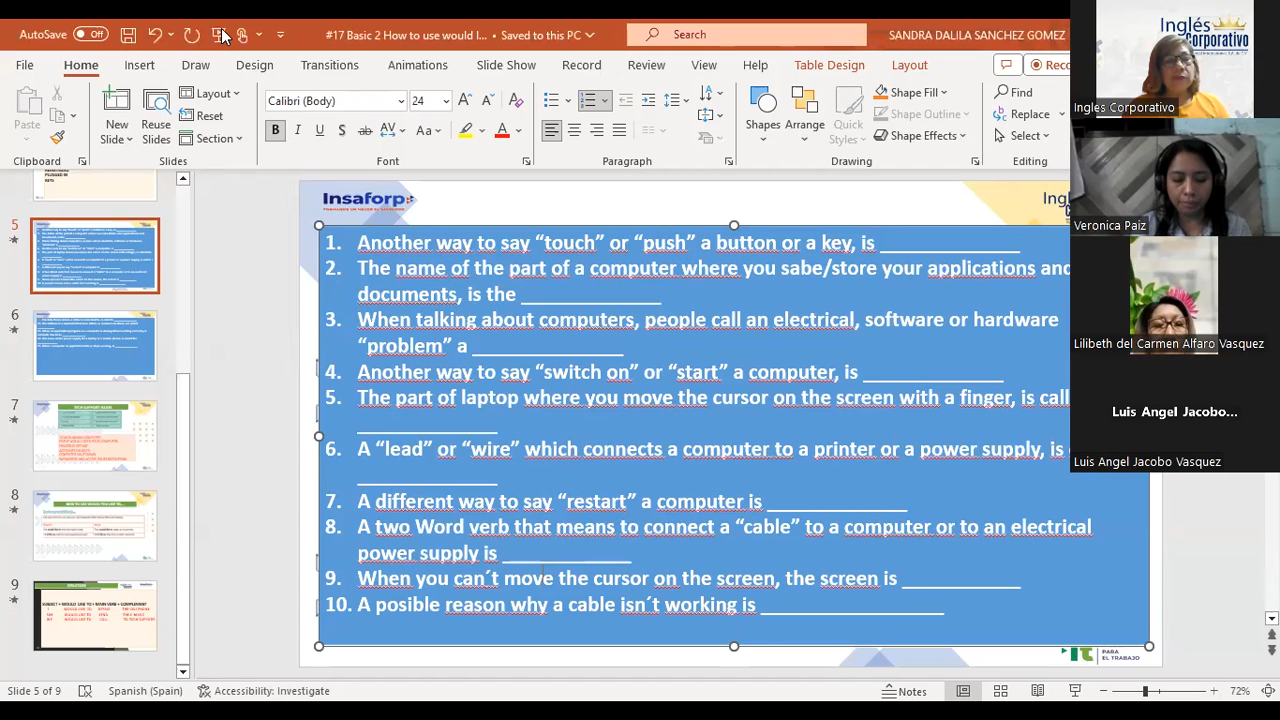 AutoSave Off #17 Basic 2 How to use would l... - Saved to this PC Search SANDRA DALILA SANCHEZ GOMEZ
File Home Insert Draw Design Transitions Animations Slide Show Record Review View Help Table Design Layout Reco
Paste New Slide Reuse Slides Layout Reset Section Calibri (Body) 24 Shapes Arrange Quick Styles Shape Fill Shape Outline Shape Effects Find Replace Select
Clipboard Slides Font Paragraph Drawing Editing
Inglés Corporativo
Ingles Corporativo
Veronica Paiz
Lilibeth del Carmen Alfaro Vasquez
Luis Angel Jacobo...
Luis Angel Jacobo Vasquez
5
6
7
8
9
Insaforp
1. Another way to say “touch” or “push” a button or a key, is
2. The name of the part of a computer where you sabe/store your applications and
documents, is the
3. When talking about computers, people call an electrical, software or hardware
“problem” a
4. Another way to say “switch on” or “start” a computer, is
5. The part of laptop where you move the cursor on the screen with a finger, is call
6. A “lead” or “wire” which connects a computer to a printer or a power supply, is
7. A different way to say “restart” a computer is
8. A two Word verb that means to connect a “cable” to a computer or to an electrical
power supply is
9. When you can´t move the cursor on the screen, the screen is
10. A posible reason why a cable isn´t working is
PARA
EL TRABAJO
Slide 5 of 9 Spanish (Spain) Accessibility: Investigate Notes 72%